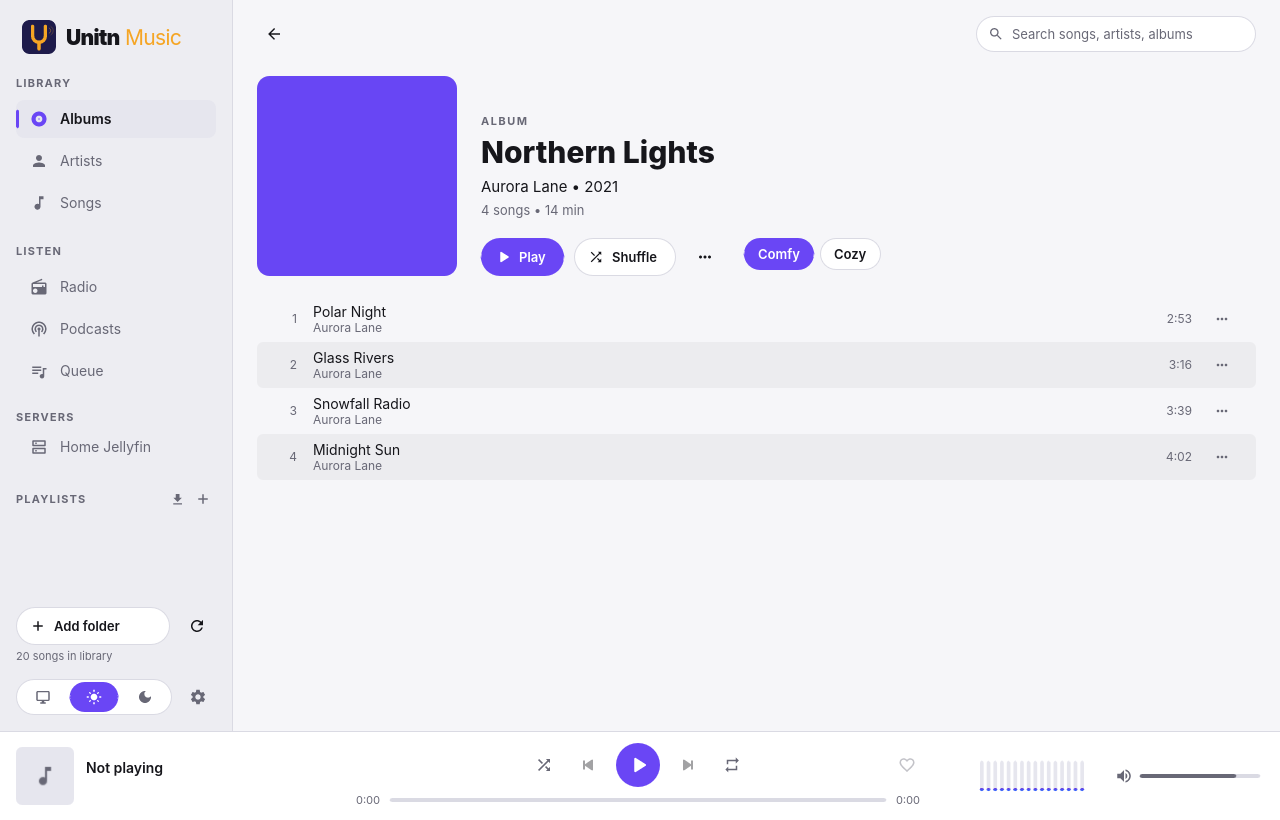 Unitn Music
Search songs, artists, albums
LIBRARY
Albums
Artists
Songs
LISTEN
Radio
Podcasts
Queue
SERVERS
Home Jellyfin
PLAYLISTS
Add folder
20 songs in library
ALBUM
Northern Lights
Aurora Lane • 2021
4 songs • 14 min
Play
Shuffle
Comfy
Cozy
1 Polar Night 2:53
Aurora Lane
2 Glass Rivers 3:16
Aurora Lane
3 Snowfall Radio 3:39
Aurora Lane
4 Midnight Sun 4:02
Aurora Lane
Not playing
0:00
0:00